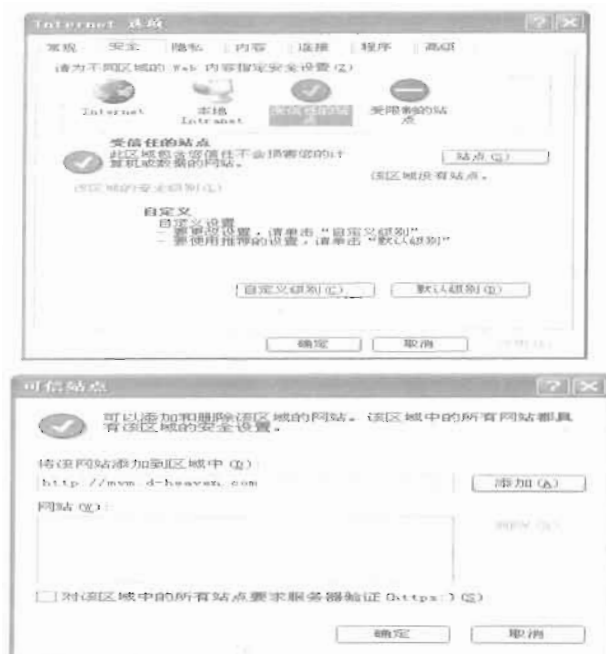 Internet 选项
常规 安全 隐私 内容 连接 程序 高级
请为不同区域的 Web 内容指定安全设置(Z)
Internet 本地 Intranet 受信任的站点 受限制的站点
受信任的站点
此区域包含您信任不会损害您的计
算机或数据的网站。
站点(S)
该区域没有站点。
该区域的安全级别(L)
自定义
自定义设置
- 要更改设置，请单击“自定义级别”
- 要使用推荐的设置，请单击“默认级别”
自定义级别(C) 默认级别(D)
确定 取消
可信站点
可以添加和删除该区域的网站。该区域中的所有网站都具
有该区域的安全设置。
将该网站添加到区域中(D):
http://mvm.d-heaven.com 添加(A)
网站(W):
对该区域中的所有站点要求服务器验证(https:)(S)
确定 取消